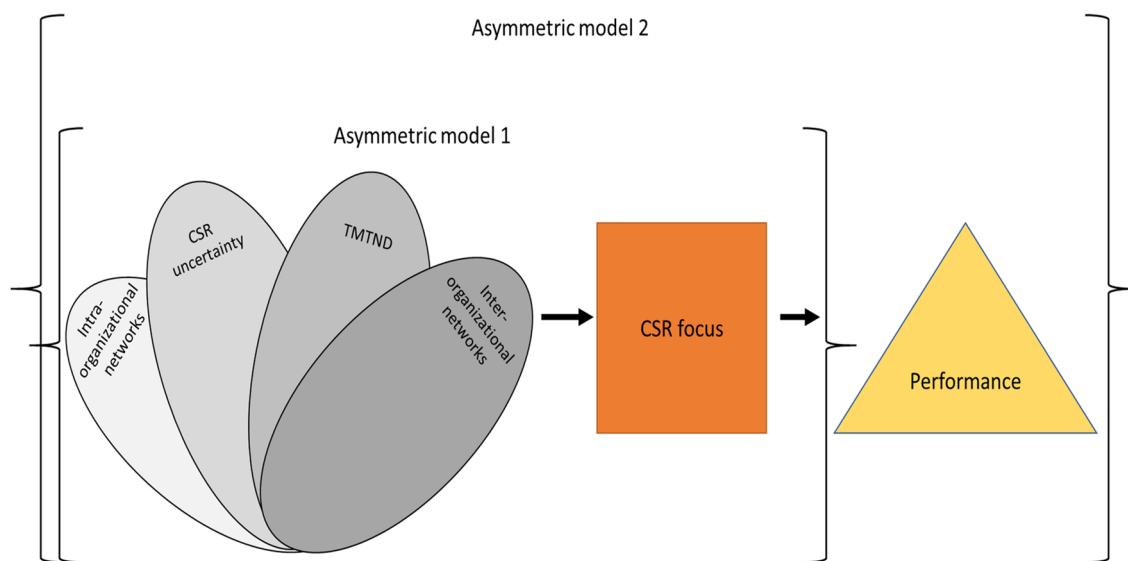 Asymmetric model 2
Asymmetric model 1
Intra-
organizational
networks
CSR
uncertainty
TMTND
Inter-
organizational
networks
CSR focus
Performance